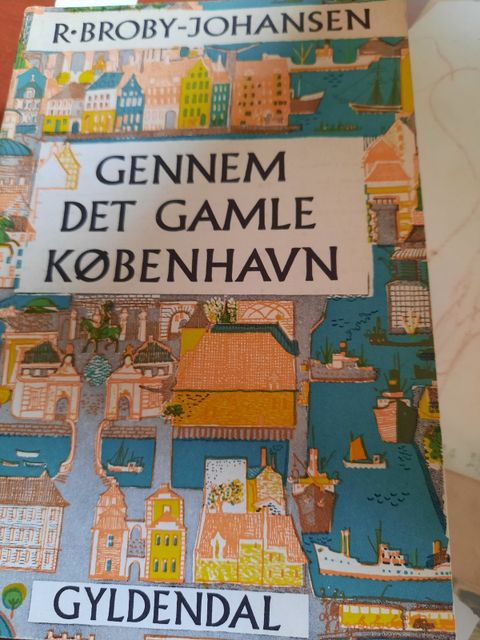 R·BROBY-JOHANSEN
GENNEM
DET GAMLE
KØBENHAVN
GYLDENDAL